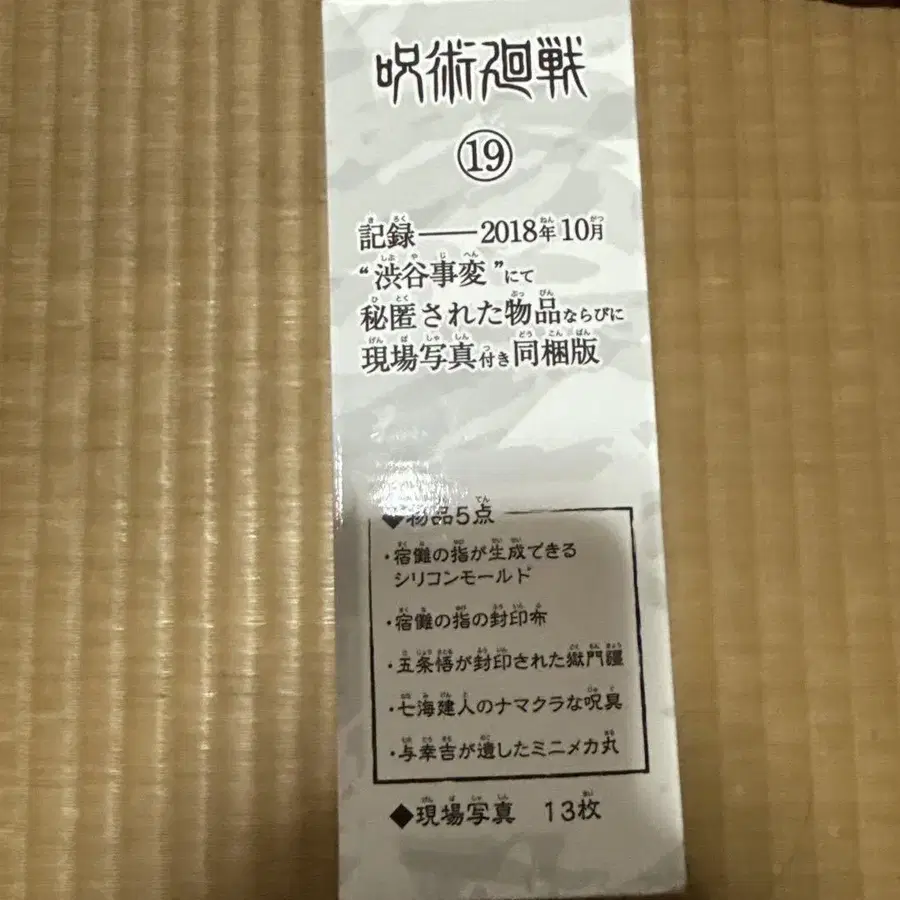 呪術廻戦
⑲
記録――2018年10月
“渋谷事変”にて
秘匿された物品ならびに
現場写真付き同梱版
◆物品5点
・宿儺の指が生成できる
シリコンモールド
・宿儺の指の封印布
・五条悟が封印された獄門疆
・七海建人のナマクラな呪具
・与幸吉が遺したミニメカ丸
◆現場写真 13枚